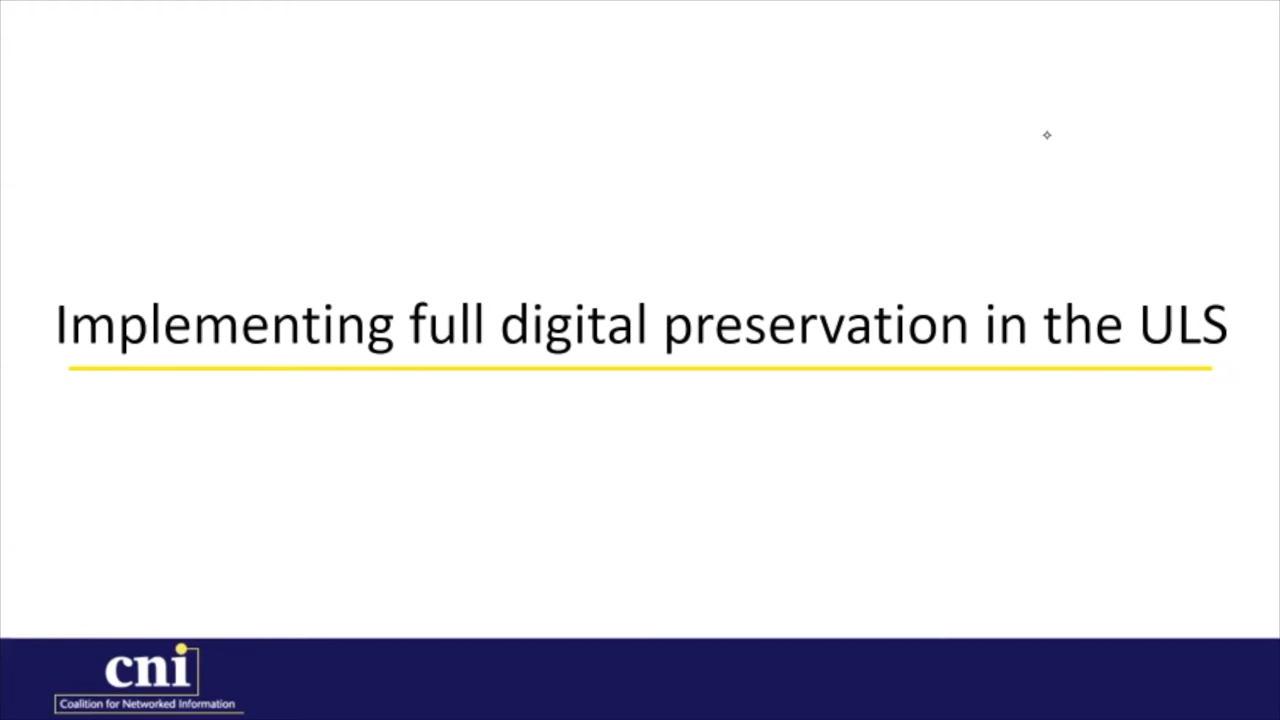 Implementing full digital preservation in the ULS
cni
Coalition for Networked Information